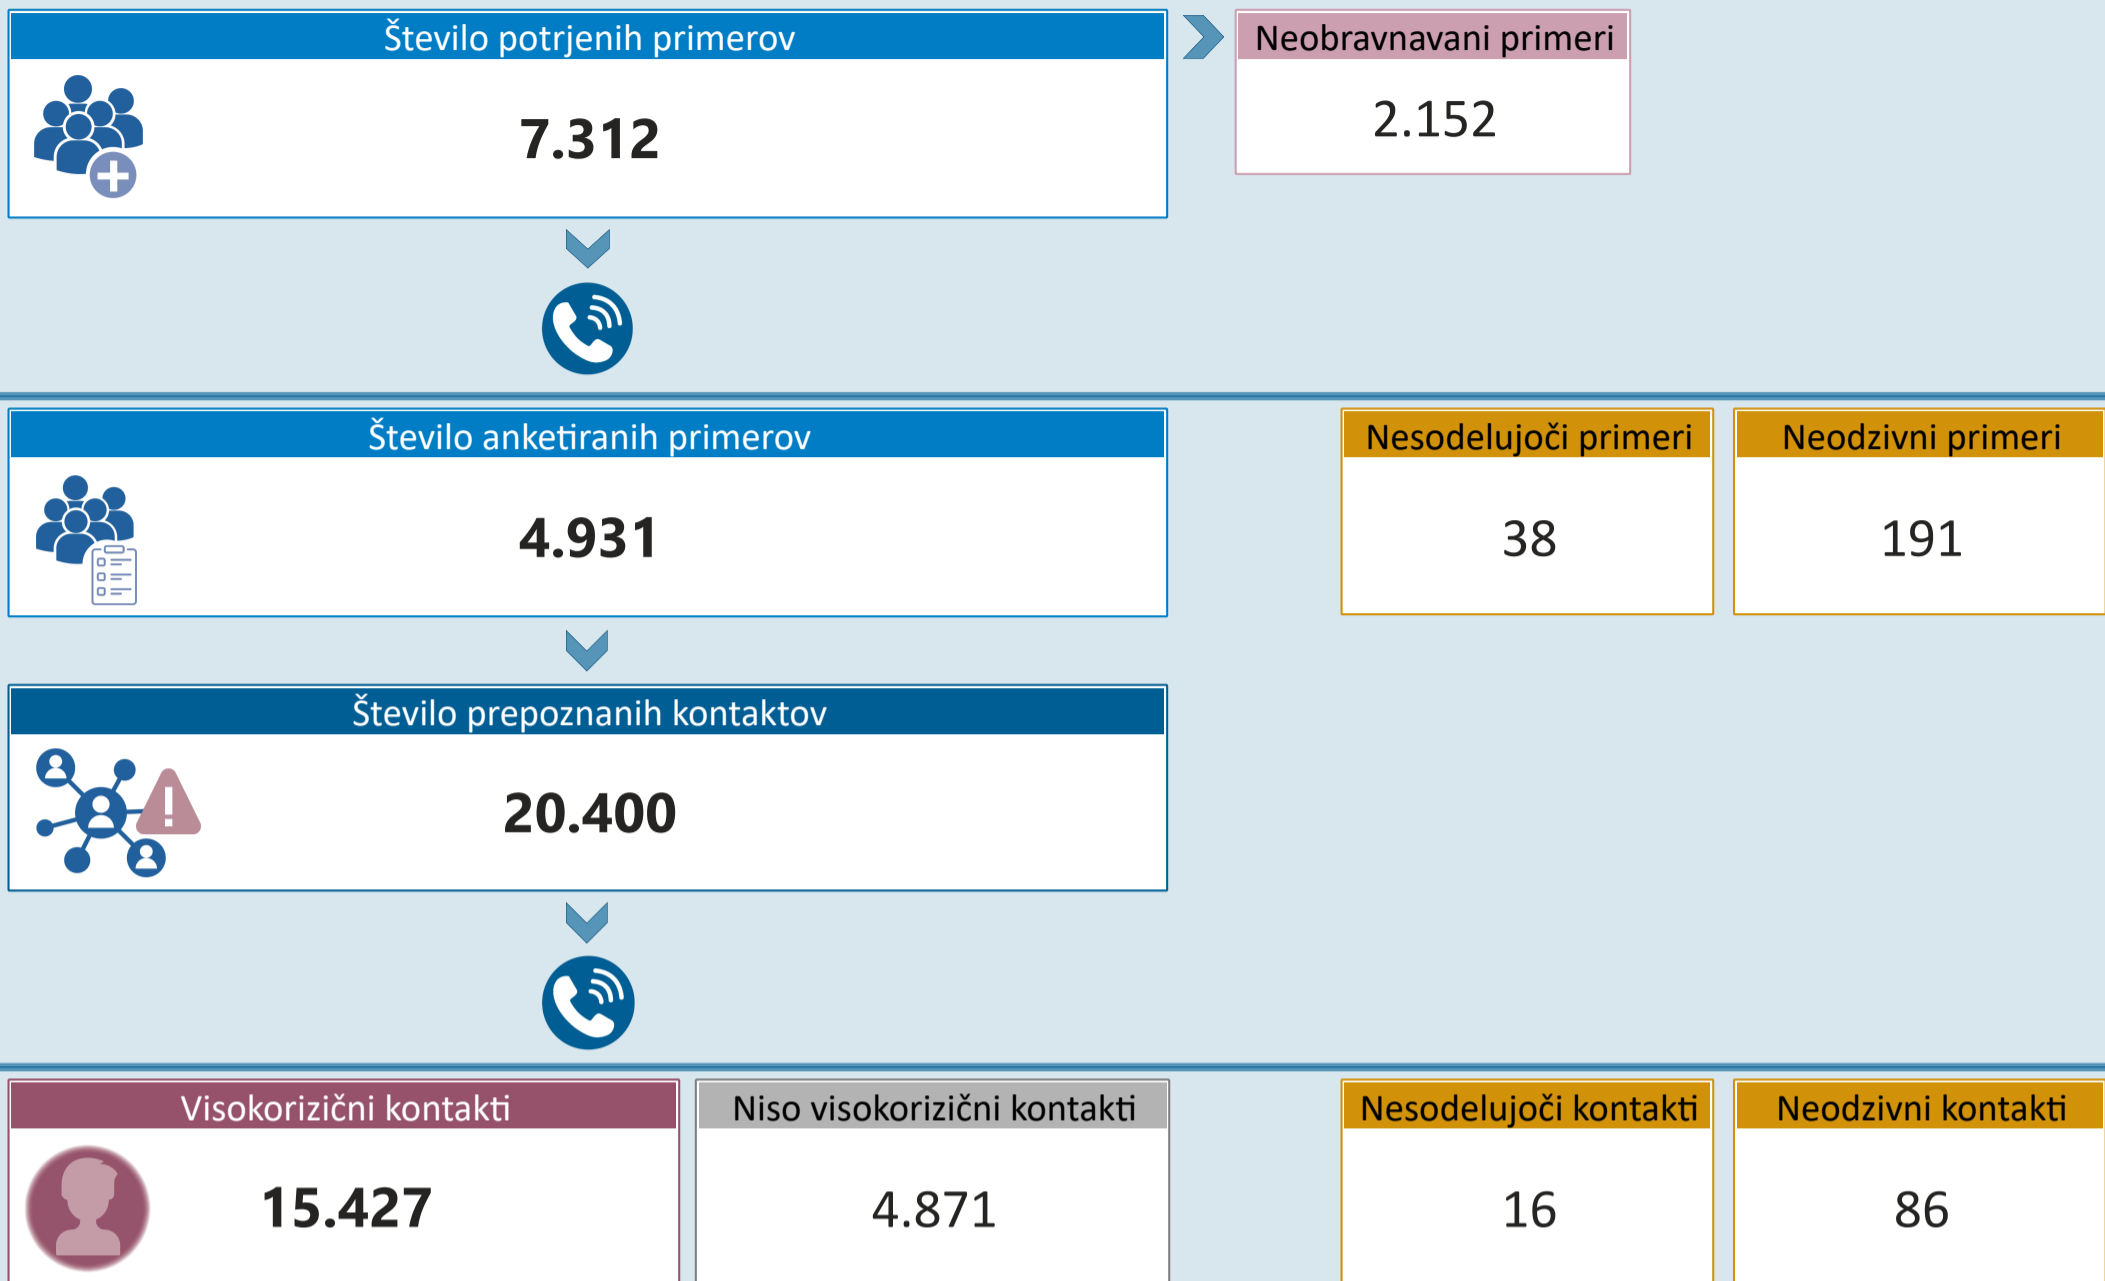 Število potrjenih primerov
7.312
Neobravnavani primeri
2.152
Število anketiranih primerov
4.931
Nesodelujoči primeri
38
Neodzivni primeri
191
Število prepoznanih kontaktov
20.400
Visokorizični kontakti
15.427
Niso visokorizični kontakti
4.871
Nesodelujoči kontakti
16
Neodzivni kontakti
86